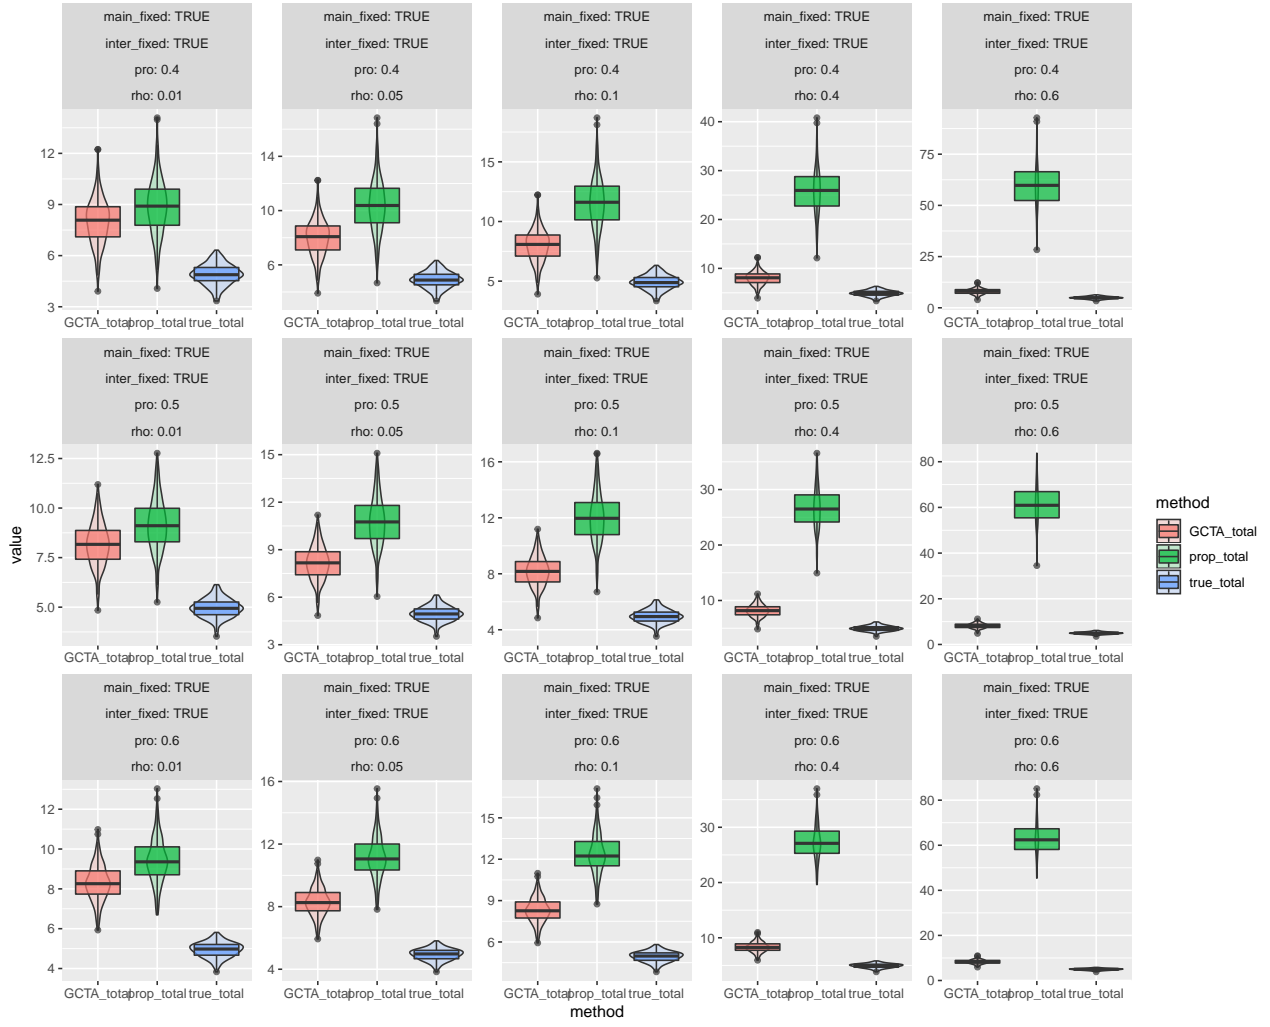 main_fixed: TRUE main_fixed: TRUE main_fixed: TRUE main_fixed: TRUE main_fixed: TRUE
inter_fixed: TRUE inter_fixed: TRUE inter_fixed: TRUE inter_fixed: TRUE inter_fixed: TRUE
pro: 0.4 pro: 0.4 pro: 0.4 pro: 0.4 pro: 0.4
rho: 0.01 rho: 0.05 rho: 0.1 rho: 0.4 rho: 0.6
12 9 6 3
14 10 6
15 10 5
40 30 20 10
75 50 25 0
GCTA_total prop_total true_total GCTA_total prop_total true_total GCTA_total prop_total true_total GCTA_total prop_total true_total GCTA_total prop_total true_total
main_fixed: TRUE main_fixed: TRUE main_fixed: TRUE main_fixed: TRUE main_fixed: TRUE
inter_fixed: TRUE inter_fixed: TRUE inter_fixed: TRUE inter_fixed: TRUE inter_fixed: TRUE
pro: 0.5 pro: 0.5 pro: 0.5 pro: 0.5 pro: 0.5
rho: 0.01 rho: 0.05 rho: 0.1 rho: 0.4 rho: 0.6
12.5 10.0 7.5 5.0
15 12 9 6 3
16 12 8 4
30 20 10
80 60 40 20 0
GCTA_total prop_total true_total GCTA_total prop_total true_total GCTA_total prop_total true_total GCTA_total prop_total true_total GCTA_total prop_total true_total
main_fixed: TRUE main_fixed: TRUE main_fixed: TRUE main_fixed: TRUE main_fixed: TRUE
inter_fixed: TRUE inter_fixed: TRUE inter_fixed: TRUE inter_fixed: TRUE inter_fixed: TRUE
pro: 0.6 pro: 0.6 pro: 0.6 pro: 0.6 pro: 0.6
rho: 0.01 rho: 0.05 rho: 0.1 rho: 0.4 rho: 0.6
12 10 8 6 4
16 12 8 4
15 12 9 6
30 20 10
80 60 40 20 0
GCTA_total prop_total true_total GCTA_total prop_total true_total GCTA_total prop_total true_total GCTA_total prop_total true_total GCTA_total prop_total true_total
method
value
method
GCTA_total
prop_total
true_total